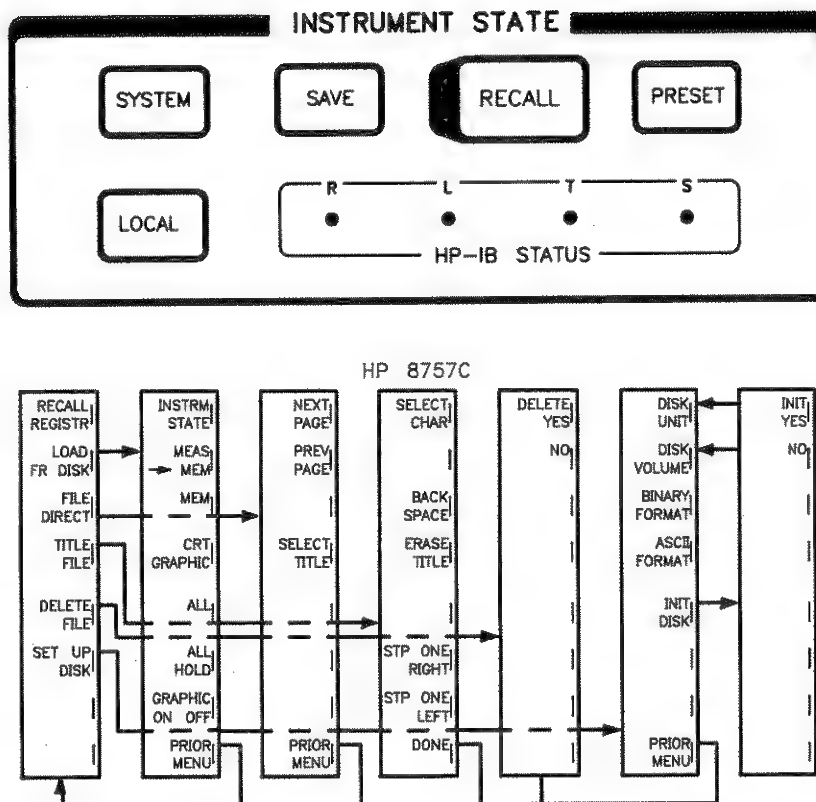 INSTRUMENT STATE
SYSTEM
SAVE
RECALL
PRESET
LOCAL
R L T S
HP-IB STATUS
HP 8757C
RECALL
REGISTR
LOAD
FR DISK
FILE
DIRECT
TITLE
FILE
DELETE
FILE
SET UP
DISK
INSTRM
STATE
MEAS
→ MEM
MEM
CRT
GRAPHIC
ALL
ALL
HOLD
GRAPHIC
ON OFF
PRIOR
MENU
NEXT
PAGE
PREV
PAGE
SELECT
TITLE
PRIOR
MENU
SELECT
CHAR
BACK
SPACE
ERASE
TITLE
STP ONE
RIGHT
STP ONE
LEFT
DONE
DELETE
YES
NO
DISK
UNIT
DISK
VOLUME
BINARY
FORMAT
ASCII
FORMAT
INIT
DISK
PRIOR
MENU
INIT
YES
NO